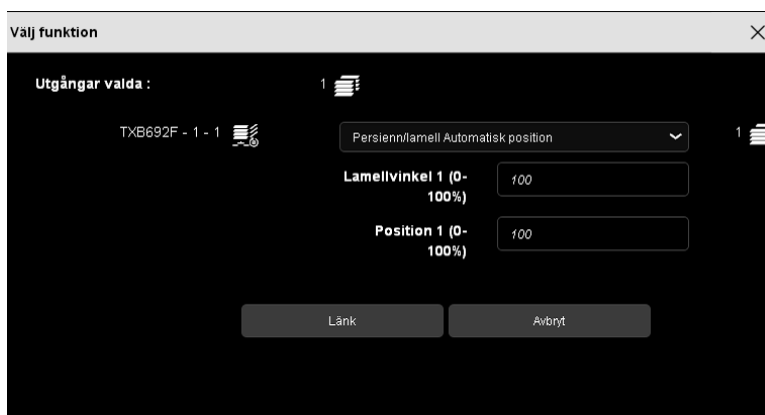 Välj funktion
Utgångar valda : 1
TXB692F - 1 - 1 Persienn/lamell Automatisk position 1
Lamellvinkel 1 (0-
100%) 100
Position 1 (0-
100%) 100
Länk Avbryt